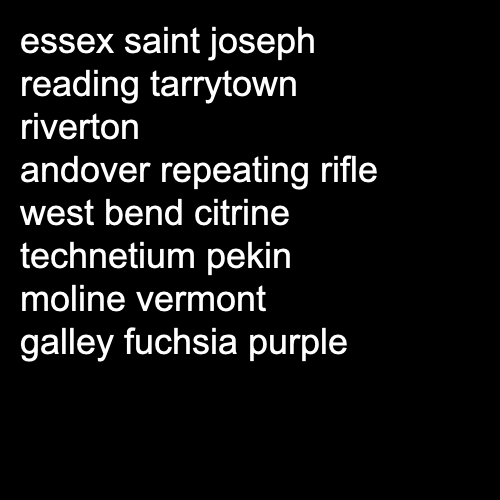 essex saint joseph
reading tarrytown
riverton
andover repeating rifle
west bend citrine
technetium pekin
moline vermont
galley fuchsia purple